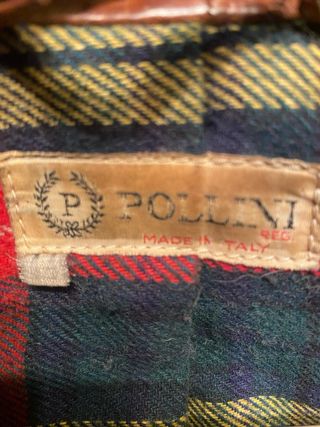 P
POLLINI
REG.
MADE IN ITALY